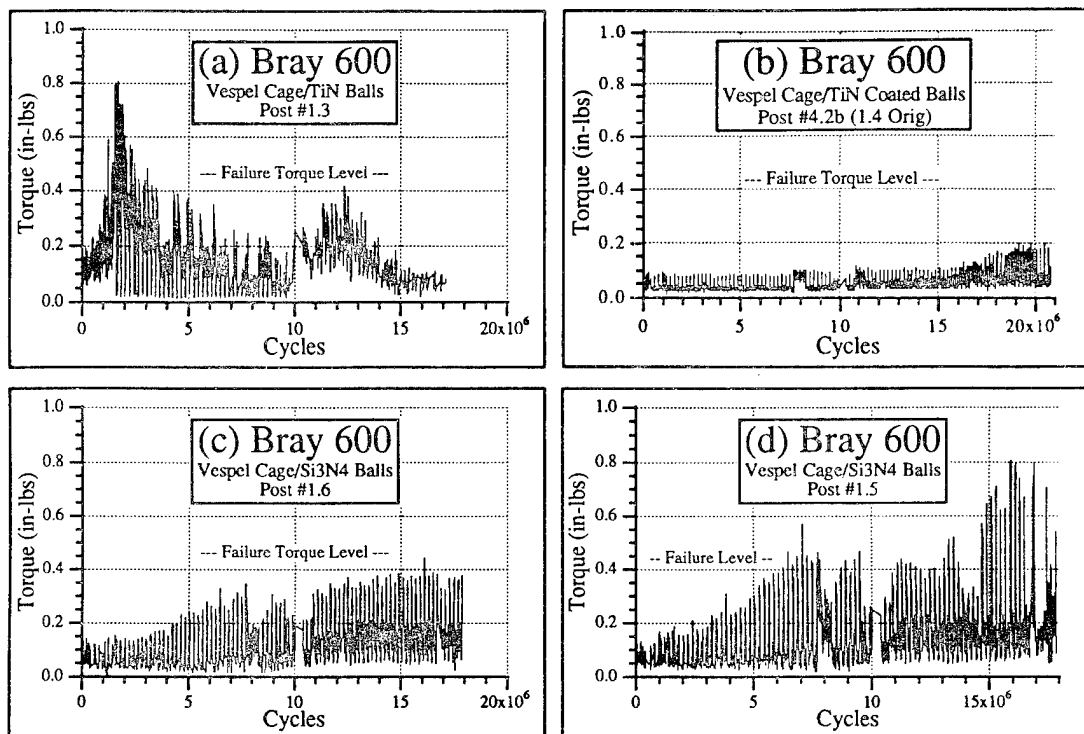 (a) Bray 600
Vespel Cage/TiN Balls
Post #1.3
--- Failure Torque Level ---
Torque (in-lbs)
1.0
0.8
0.6
0.4
0.2
0.0
0
5
10
15
20x10⁶
Cycles
(b) Bray 600
Vespel Cage/TiN Coated Balls
Post #4.2b (1.4 Orig)
--- Failure Torque Level ---
Torque (in-lbs)
1.0
0.8
0.6
0.4
0.2
0.0
0
5
10
15
20x10⁶
Cycles
(c) Bray 600
Vespel Cage/Si3N4 Balls
Post #1.6
--- Failure Torque Level ---
Torque (in-lbs)
1.0
0.8
0.6
0.4
0.2
0.0
0
5
10
15
20x10⁶
Cycles
(d) Bray 600
Vespel Cage/Si3N4 Balls
Post #1.5
-- Failure Level --
Torque (in-lbs)
1.0
0.8
0.6
0.4
0.2
0.0
0
5
10
15x10⁶
Cycles